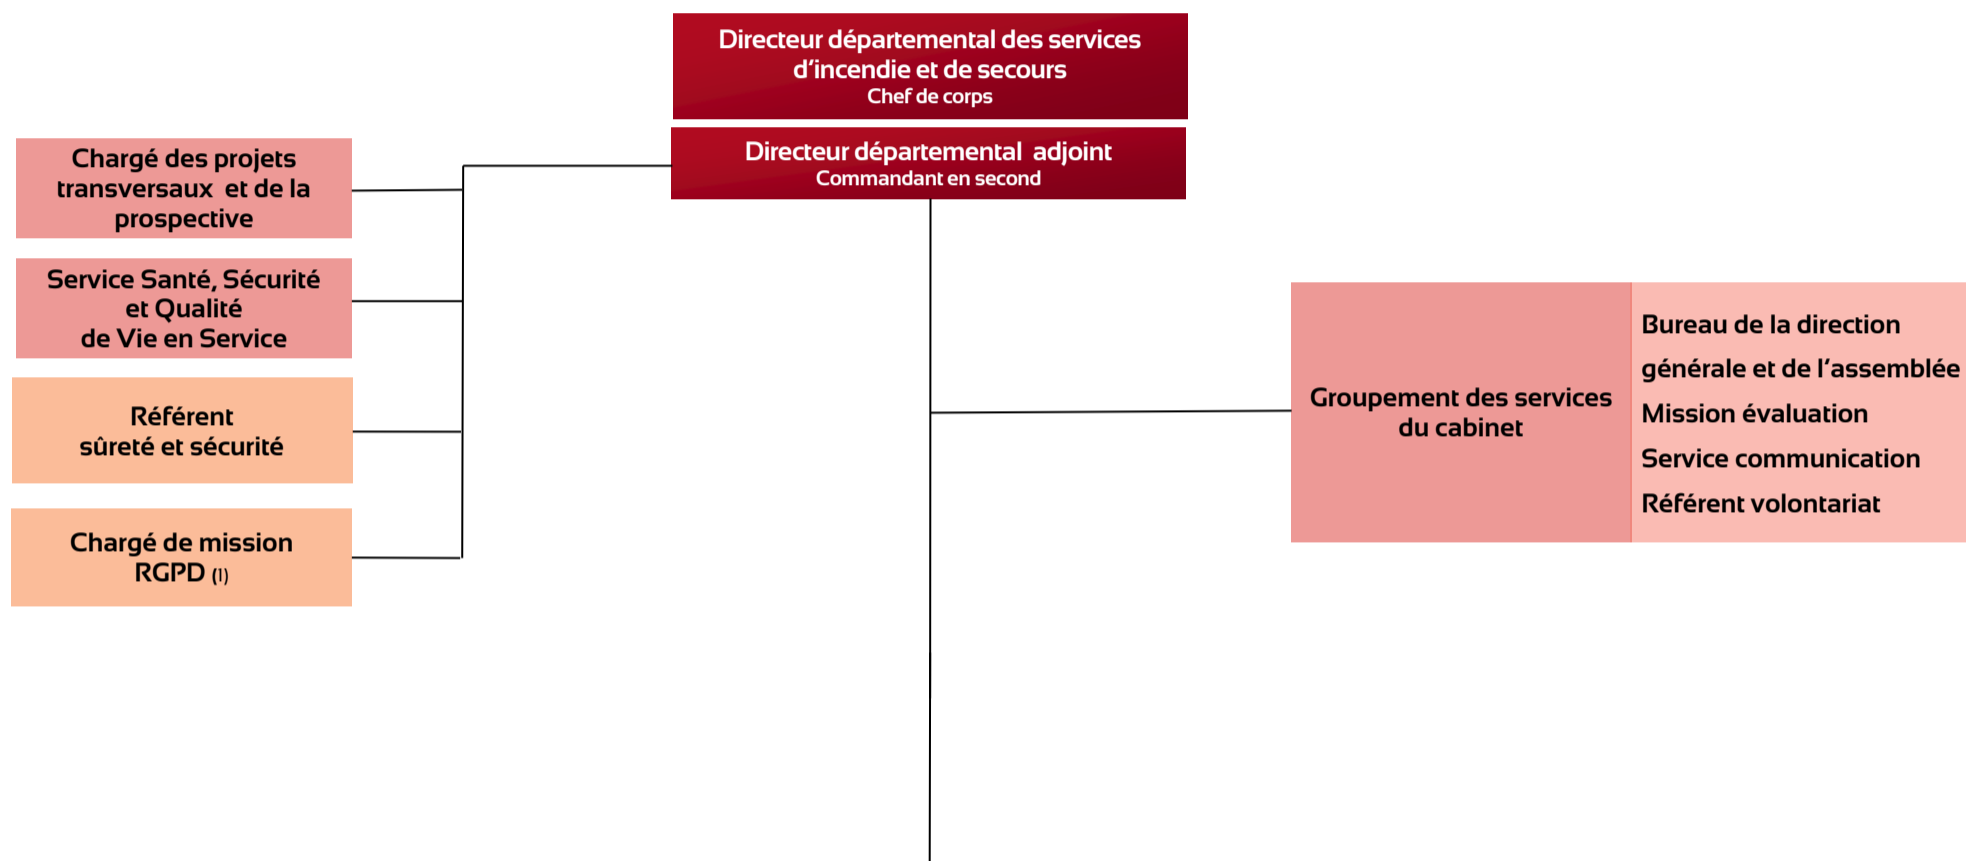 Directeur départemental des services
d'incendie et de secours
Chef de corps
Directeur départemental adjoint
Commandant en second
Chargé des projets
transversaux et de la
prospective
Service Santé, Sécurité
et Qualité
de Vie en Service
Référent
sûreté et sécurité
Chargé de mission
RGPD (1)
Groupement des services
du cabinet
Bureau de la direction
générale et de l'assemblée
Mission évaluation
Service communication
Référent volontariat